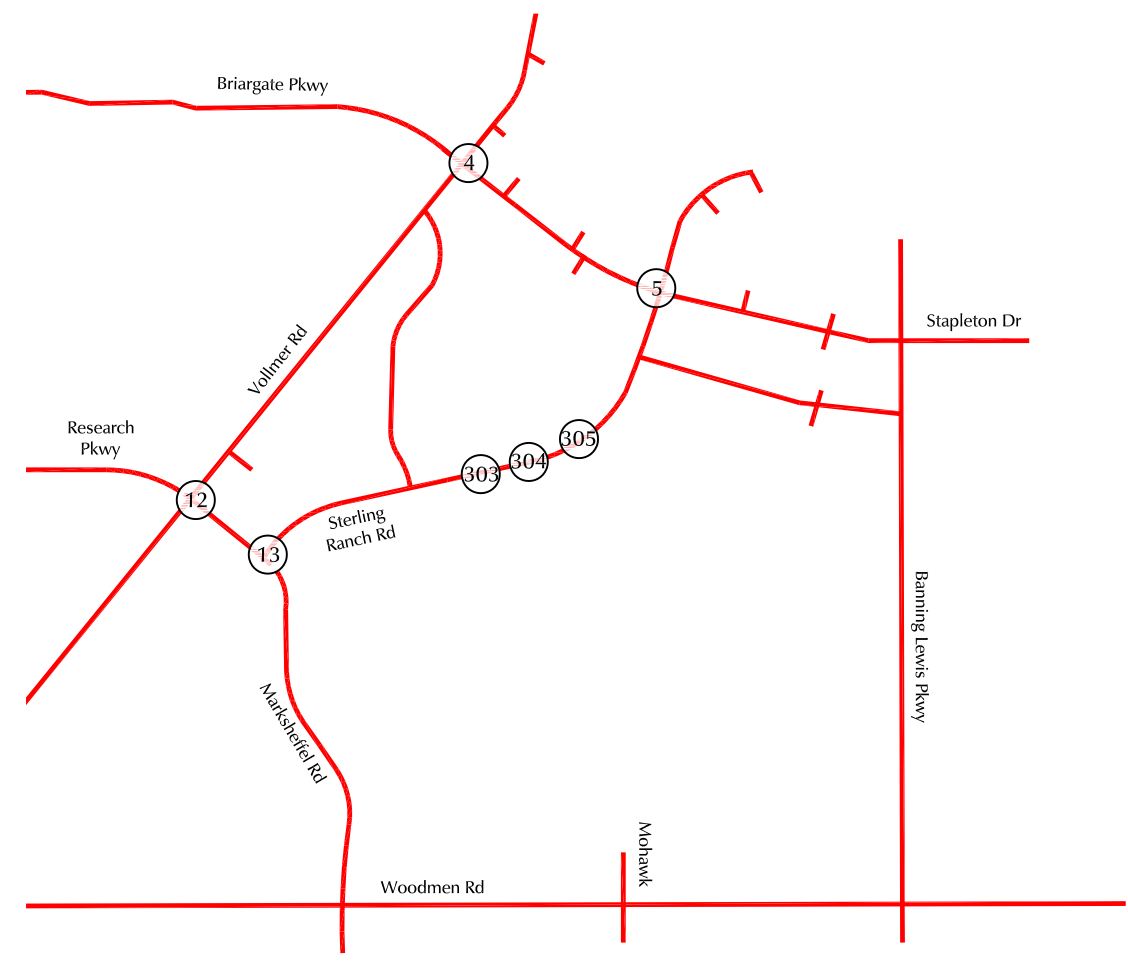 Briargate Pkwy
4
5
Stapleton Dr
Vollmer Rd
Research
Pkwy
305
304
303
12
Sterling
Ranch Rd
13
Banning Lewis Pkwy
Marksheffel Rd
Mohawk
Woodmen Rd